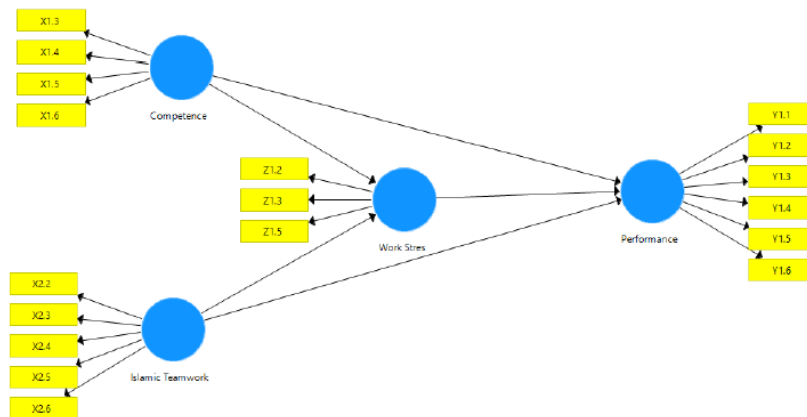 X1.3
X1.4
X1.5
X1.6
Competence
Z1.2
Z1.3
Z1.5
Work Stres
Y1.1
Y1.2
Y1.3
Y1.4
Y1.5
Y1.6
Performance
X2.2
X2.3
X2.4
X2.5
X2.6
Islamic Teamwork